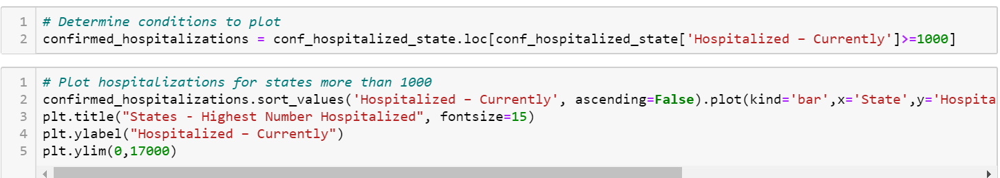 1 # Determine conditions to plot
2 confirmed_hospitalizations = conf_hospitalized_state.loc[conf_hospitalized_state['Hospitalized – Currently']>=1000]
1 # Plot hospitalizations for states more than 1000
2 confirmed_hospitalizations.sort_values('Hospitalized – Currently', ascending=False).plot(kind='bar',x='State',y='Hospita
3 plt.title("States - Highest Number Hospitalized", fontsize=15)
4 plt.ylabel("Hospitalized – Currently")
5 plt.ylim(0,17000)